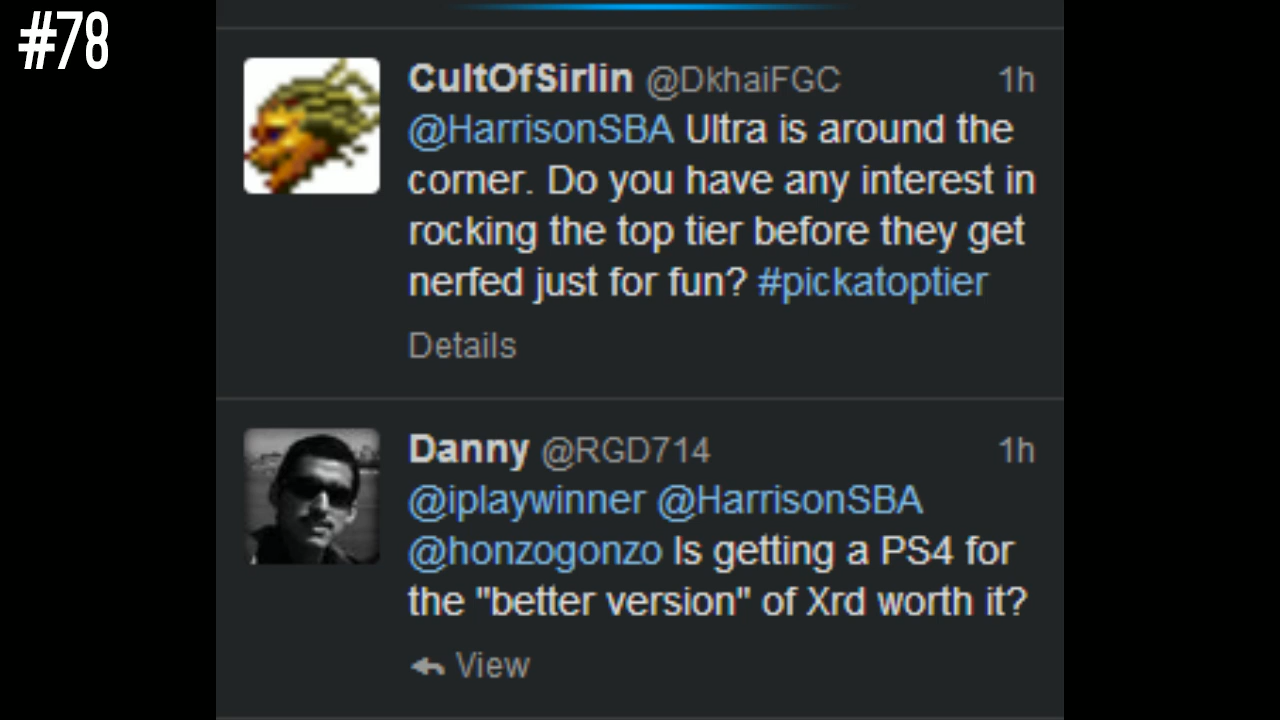 #78
CultOfSirlin @DkhaiFGC 1h
@HarrisonSBA Ultra is around the
corner. Do you have any interest in
rocking the top tier before they get
nerfed just for fun? #pickatoptier
Details
Danny @RGD714 1h
@iplaywinner @HarrisonSBA
@honzogonzo Is getting a PS4 for
the "better version" of Xrd worth it?
View